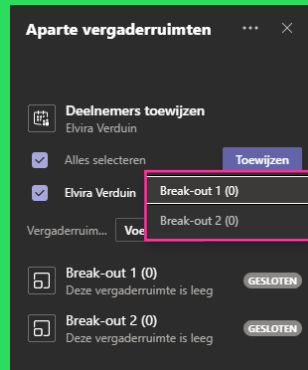 Aparte vergaderruimten
Deelnemers toewijzen
Elvira Verduin
Alles selecteren
Toewijzen
Elvira Verduin
Break-out 1 (0)
Break-out 2 (0)
Vergaderruim...
Break-out 1 (0)
Deze vergaderruimte is leeg
GESLOTEN
Break-out 2 (0)
Deze vergaderruimte is leeg
GESLOTEN